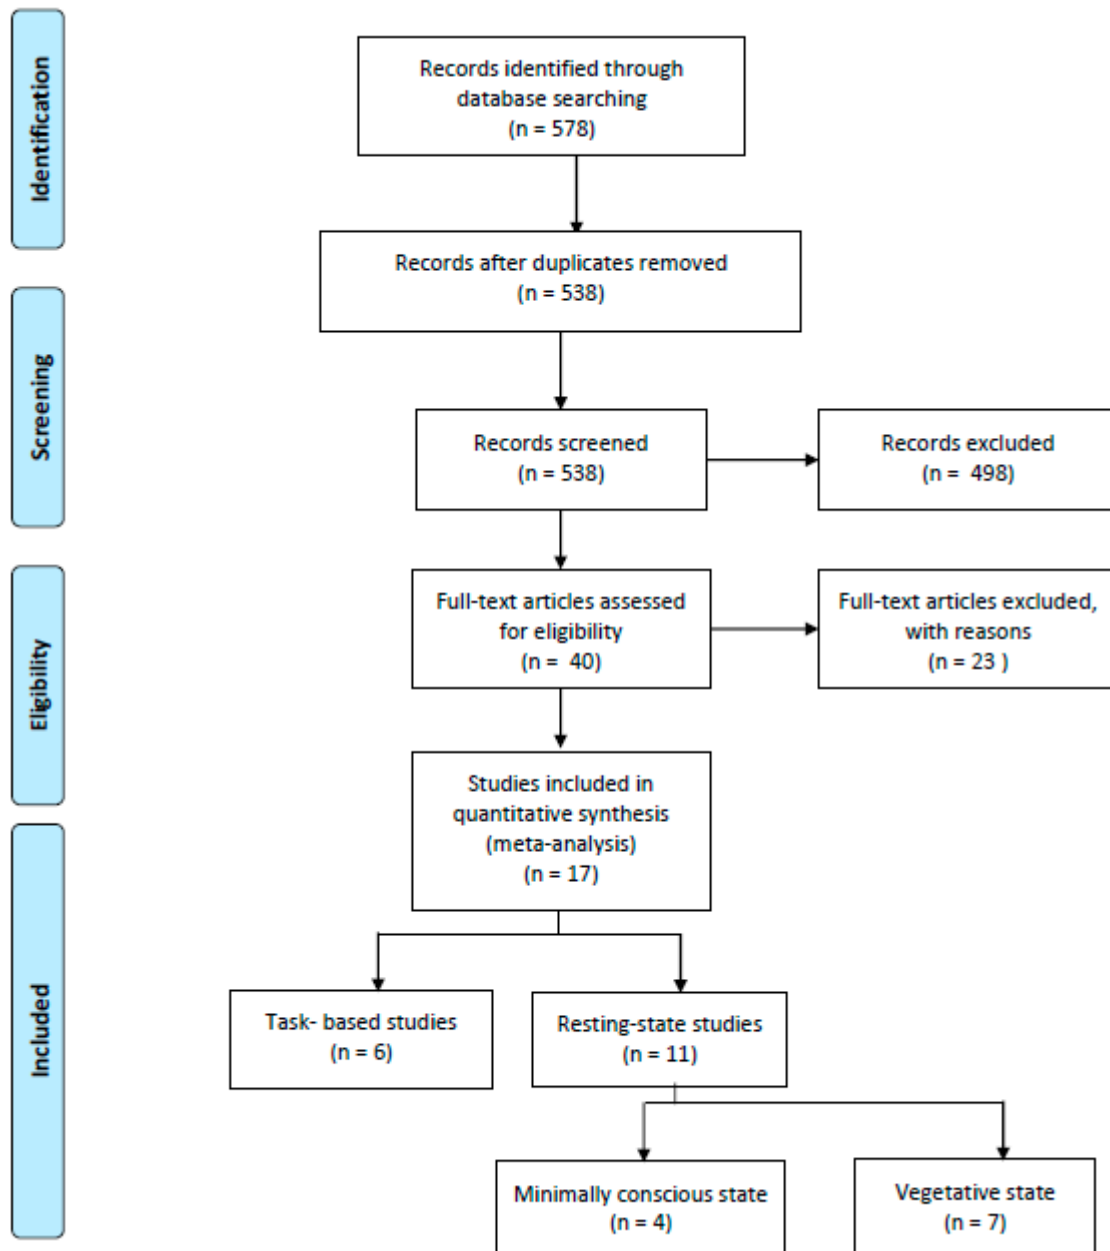 Identification
Records identified through
database searching
(n = 578)
Records after duplicates removed
(n = 538)
Screening
Records screened
(n = 538)
Records excluded
(n =  498)
Eligibility
Full-text articles assessed
for eligibility
(n =  40)
Full-text articles excluded,
with reasons
(n = 23 )
Studies included in
quantitative synthesis
(meta-analysis)
(n = 17)
Included
Task- based studies
(n = 6)
Resting-state studies
(n = 11)
Minimally conscious state
(n = 4)
Vegetative state
(n = 7)